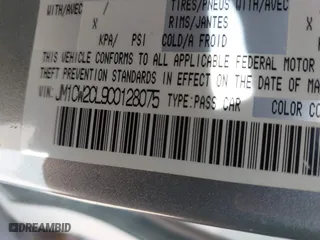 TIRES/PNEUS WITH/AVEC
WITH/AVEC / RIMS/JANTES
X X
KPA/ PSI COLD/A FROID
THIS VEHICLE CONFORMS TO ALL APPLICABLE FEDERAL MOTOR
THEFT PREVENTION STANDARDS IN EFFECT ON THE DATE OF MA
VIN: JM1CW2CL9C0128075 TYPE:PASS CAR
COLOR CO
DREAMBID